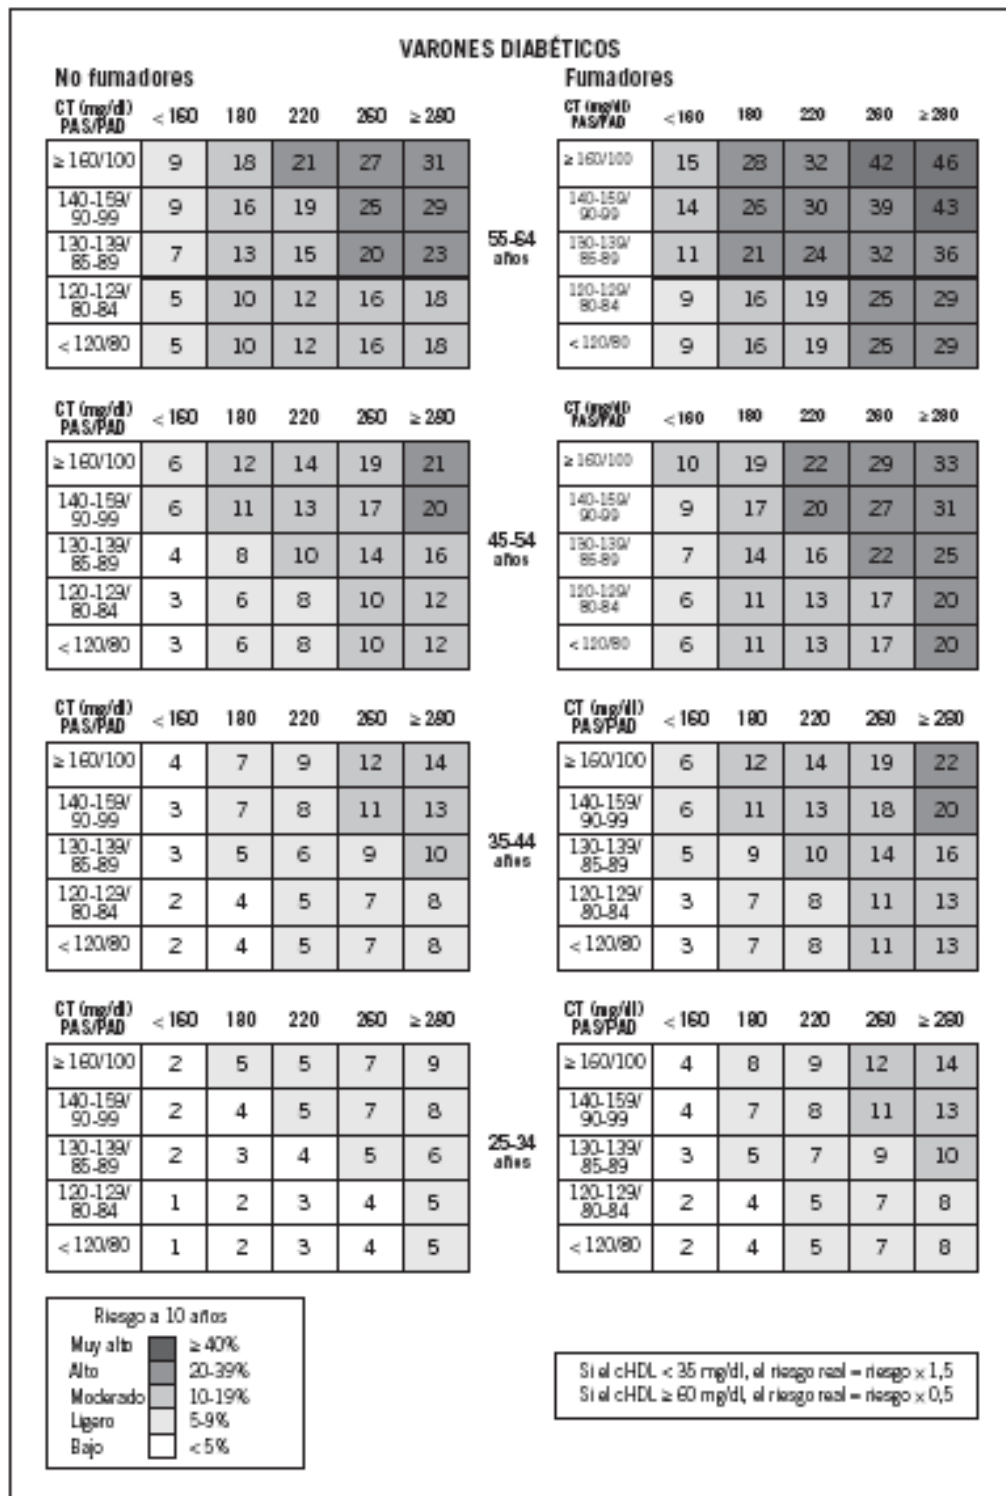 VARONES DIABÉTICOS
No fumadores
CT (mg/dl) PAS/PAD < 160 180 220 260 ≥ 280
≥ 160/100 9 18 21 27 31
140-159/90-99 9 16 19 25 29
130-139/85-89 7 13 15 20 23
120-129/80-84 5 10 12 16 18
< 120/80 5 10 12 16 18
Fumadores
CT (mg/dl) PAS/PAD < 160 180 220 260 ≥ 280
≥ 160/100 15 28 32 42 46
140-159/90-99 14 26 30 39 43
130-139/85-89 11 21 24 32 36
120-129/80-84 9 16 19 25 29
< 120/80 9 16 19 25 29
55-64 años
CT (mg/dl) PAS/PAD < 160 180 220 260 ≥ 280
≥ 160/100 6 12 14 19 21
140-159/90-99 6 11 13 17 20
130-139/85-89 4 8 10 14 16
120-129/80-84 3 6 8 10 12
< 120/80 3 6 8 10 12
45-54 años
CT (mg/dl) PAS/PAD < 160 180 220 260 ≥ 280
≥ 160/100 10 19 22 29 33
140-159/90-99 9 17 20 27 31
130-139/85-89 7 14 16 22 25
120-129/80-84 6 11 13 17 20
< 120/80 6 11 13 17 20
CT (mg/dl) PAS/PAD < 160 180 220 260 ≥ 280
≥ 160/100 4 7 9 12 14
140-159/90-99 3 7 8 11 13
130-139/85-89 3 5 6 9 10
120-129/80-84 2 4 5 7 8
< 120/80 2 4 5 7 8
35-44 años
CT (mg/dl) PAS/PAD < 160 180 220 260 ≥ 280
≥ 160/100 6 12 14 19 22
140-159/90-99 6 11 13 18 20
130-139/85-89 5 9 10 14 16
120-129/80-84 3 7 8 11 13
< 120/80 3 7 8 11 13
CT (mg/dl) PAS/PAD < 160 180 220 260 ≥ 280
≥ 160/100 2 5 5 7 9
140-159/90-99 2 4 5 7 8
130-139/85-89 2 3 4 5 6
120-129/80-84 1 2 3 4 5
< 120/80 1 2 3 4 5
25-34 años
CT (mg/dl) PAS/PAD < 160 180 220 260 ≥ 280
≥ 160/100 4 8 9 12 14
140-159/90-99 4 7 8 11 13
130-139/85-89 3 5 7 9 10
120-129/80-84 2 4 5 7 8
< 120/80 2 4 5 7 8
Riesgo a 10 años
Muy alto ≥ 40%
Alto 20-39%
Moderado 10-19%
Ligero 5-9%
Bajo < 5%
Si el cHDL < 35 mg/dl, el riesgo real = riesgo x 1,5
Si el cHDL ≥ 60 mg/dl, el riesgo real = riesgo x 0,5